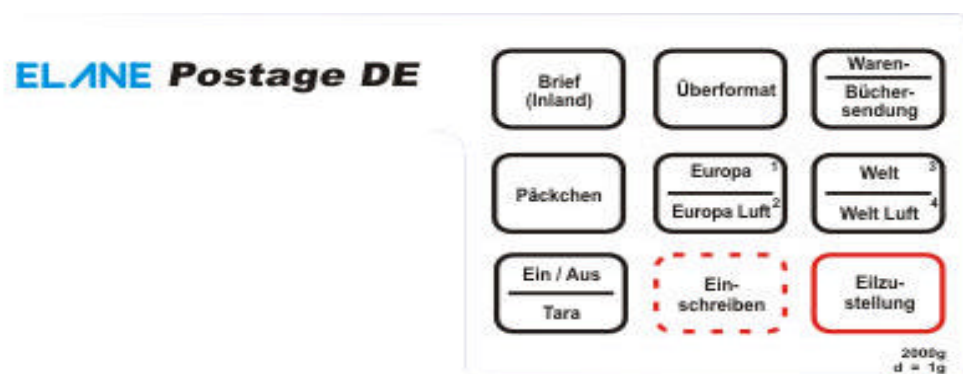 ELANE Postage DE
Brief
(Inland)
Überformat
Waren-
Bücher-
sendung
Päckchen
Europa 1
Europa Luft 2
Welt 3
Welt Luft 4
Ein / Aus
Tara
Ein-
schreiben
Eilzu-
stellung
2000g
d = 1g